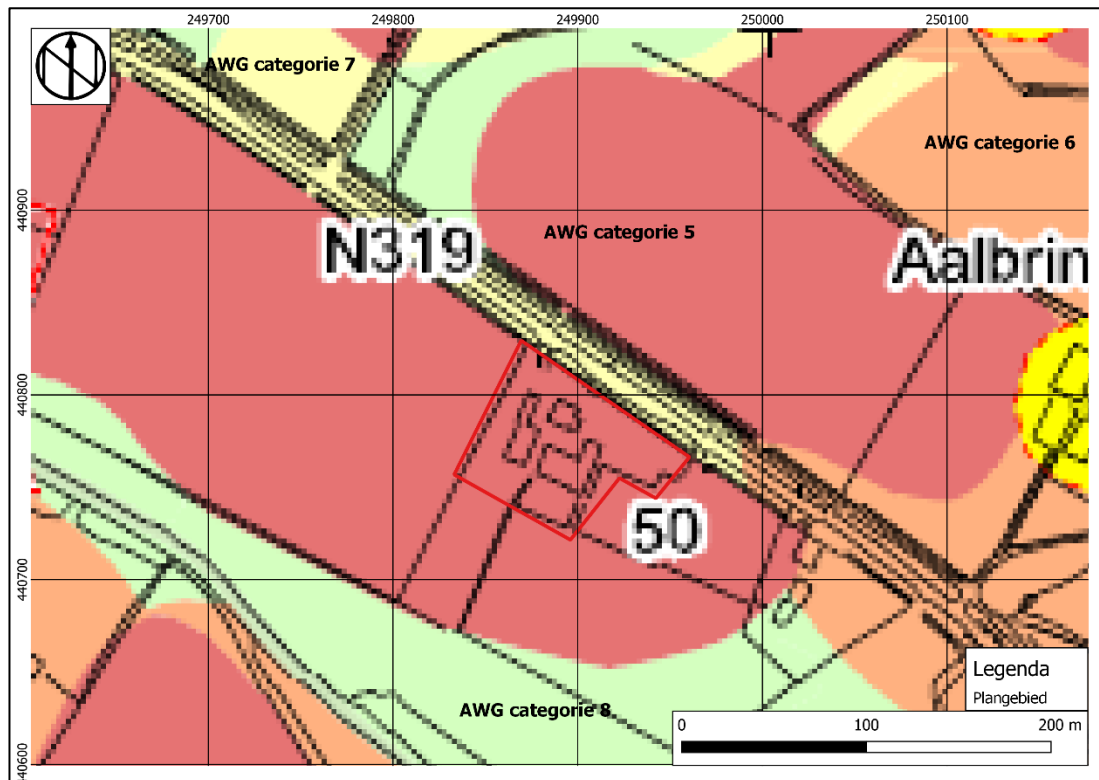 249700 249800 249900 250000 250100
AWG categorie 7
AWG categorie 6
440900
AWG categorie 5
N319
Aalbrin
440800
50
440700
Legenda
Plangebied
AWG categorie 8
0 100 200 m
440600